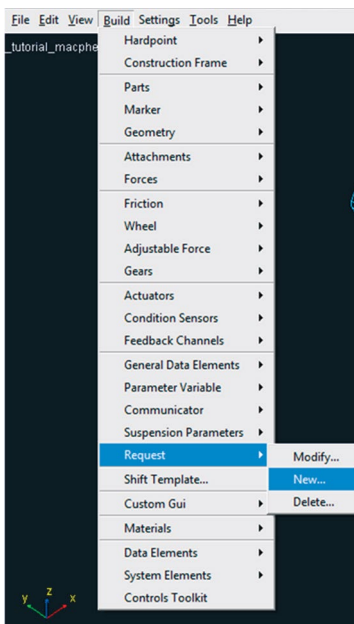 File Edit View Build Settings Tools Help
_tutorial_macphe
Hardpoint
Construction Frame
Parts
Marker
Geometry
Attachments
Forces
Friction
Wheel
Adjustable Force
Gears
Actuators
Condition Sensors
Feedback Channels
General Data Elements
Parameter Variable
Communicator
Suspension Parameters
Request
Modify...
Shift Template...
New...
Custom Gui
Delete...
Materials
Data Elements
System Elements
Controls Toolkit
y z x